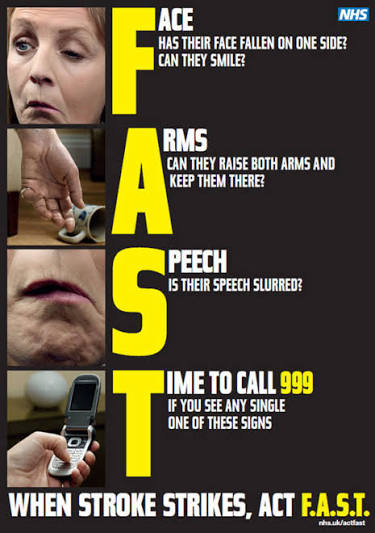 NHS
FACE
HAS THEIR FACE FALLEN ON ONE SIDE?
CAN THEY SMILE?
ARMS
CAN THEY RAISE BOTH ARMS AND
KEEP THEM THERE?
SPEECH
IS THEIR SPEECH SLURRED?
TIME TO CALL 999
IF YOU SEE ANY SINGLE
ONE OF THESE SIGNS
WHEN STROKE STRIKES, ACT F.A.S.T.
nhs.uk/actfast